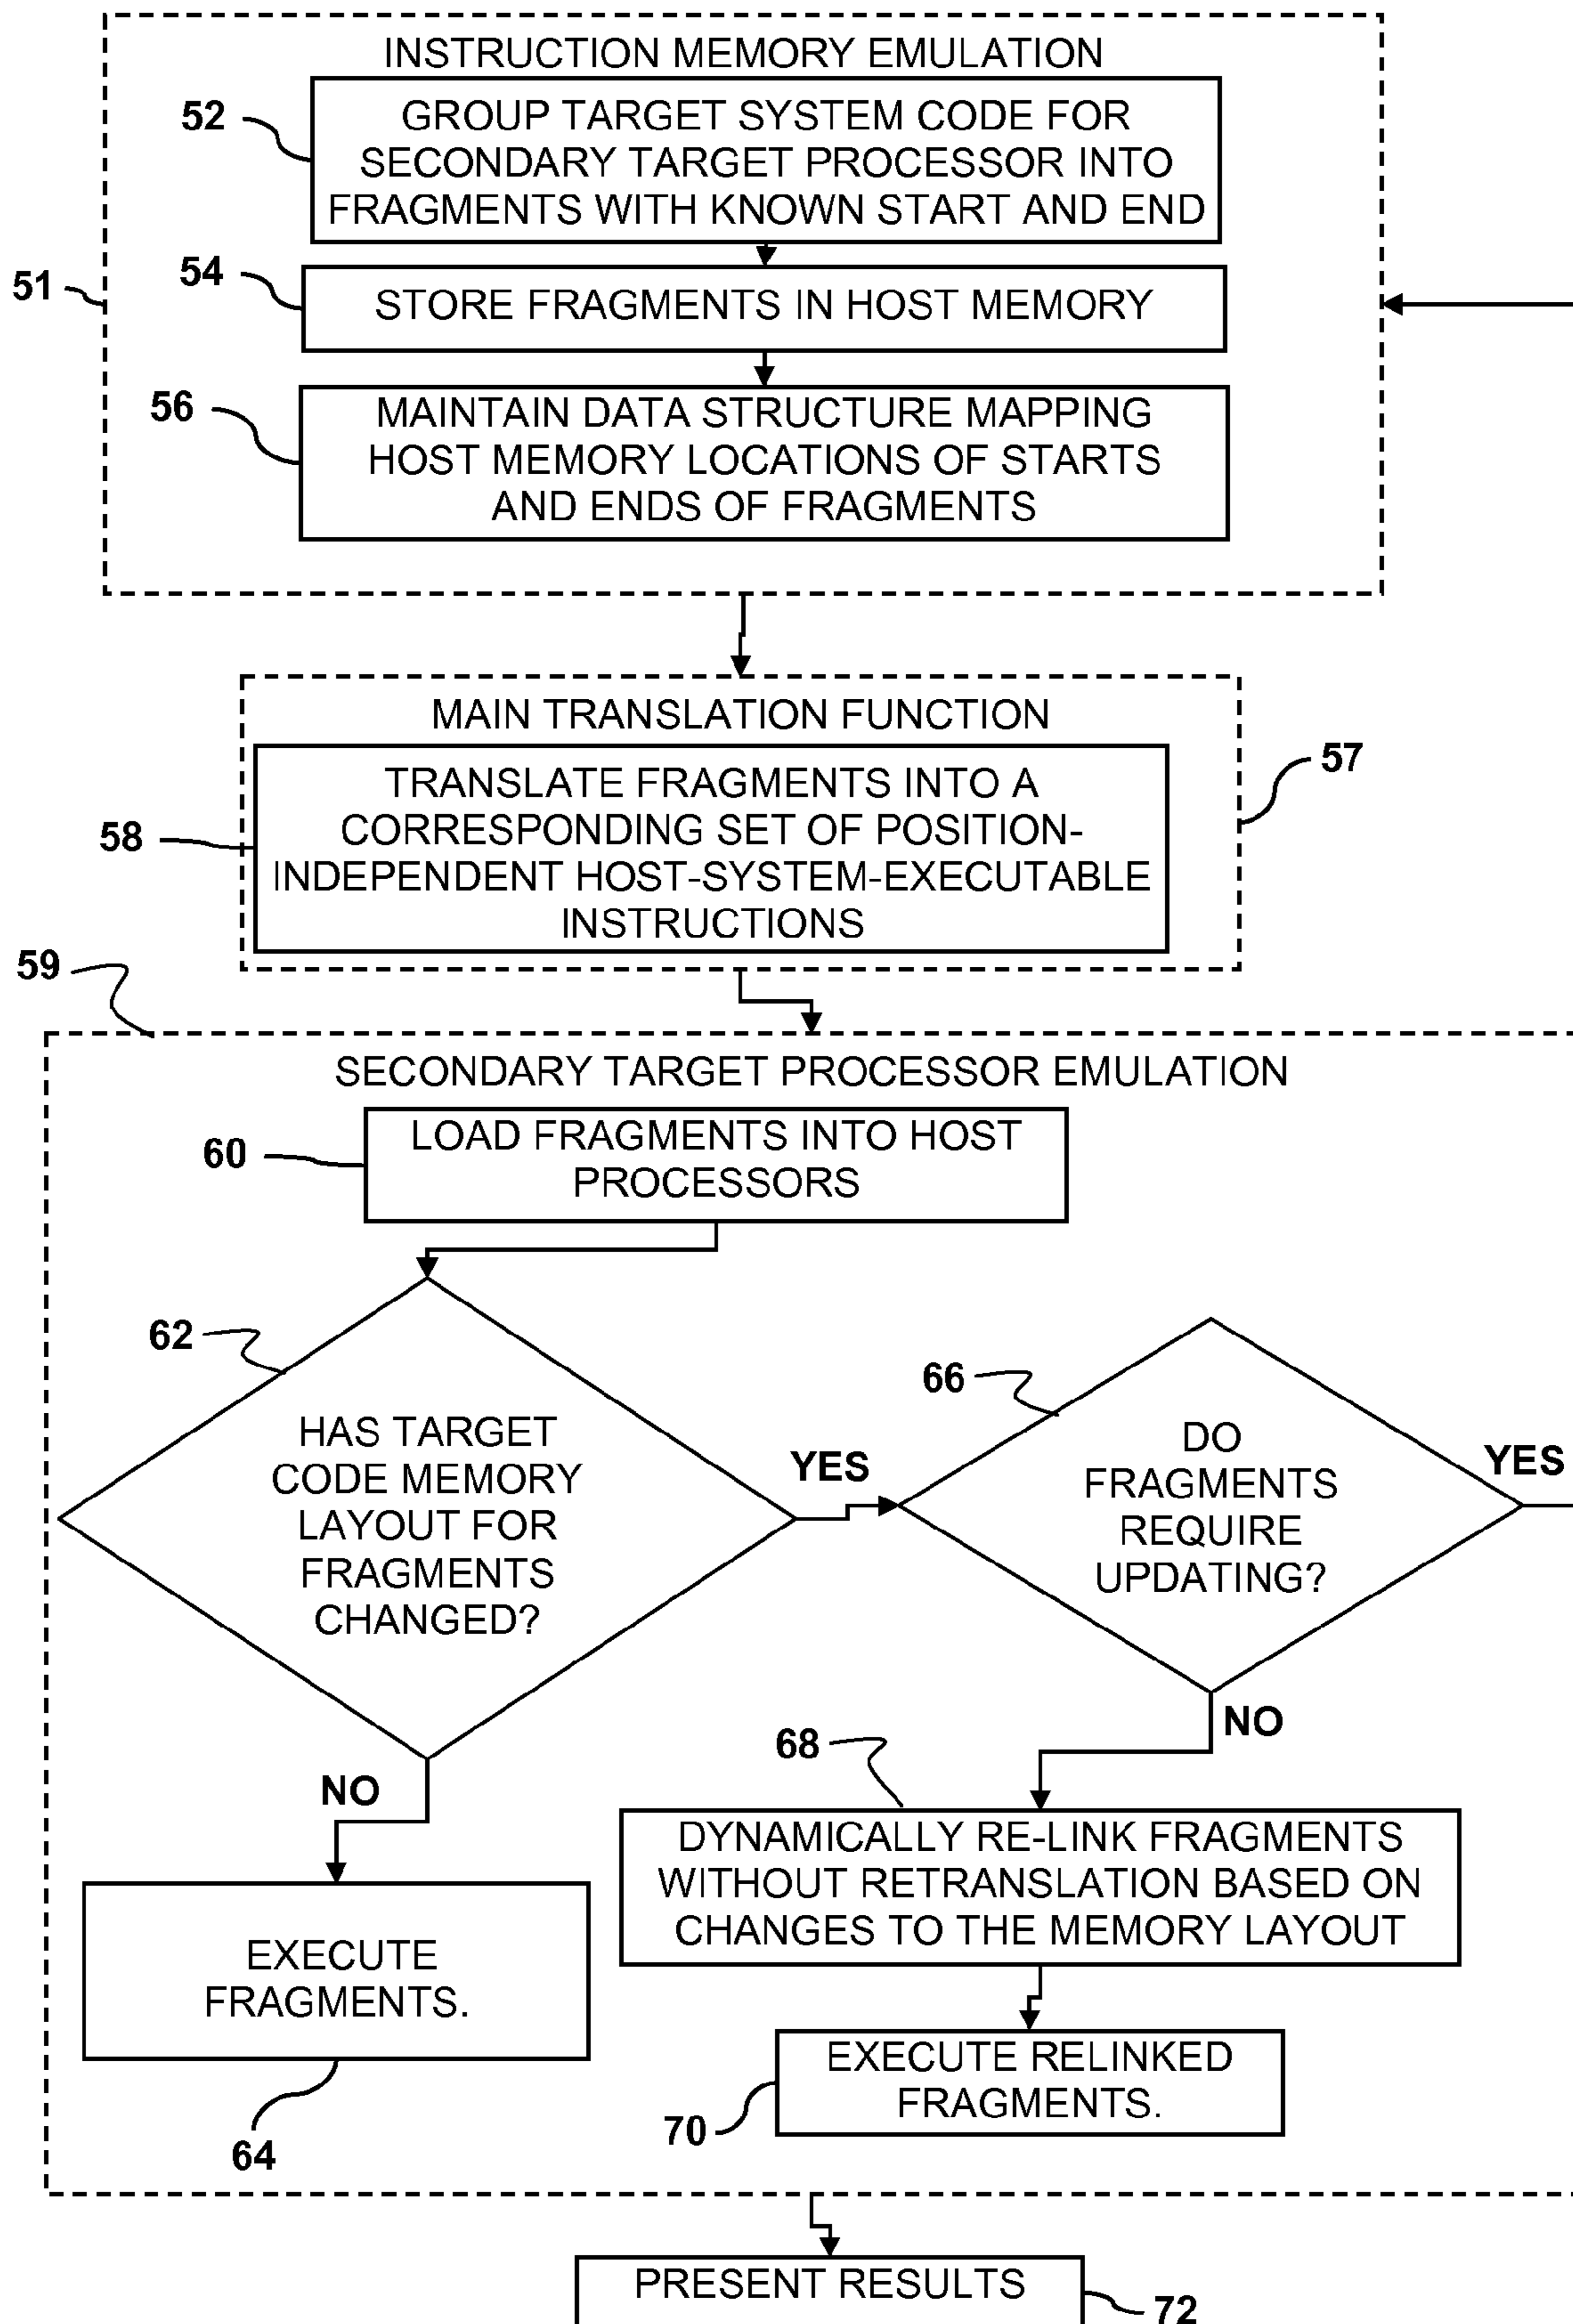 INSTRUCTION MEMORY EMULATION
52
GROUP TARGET SYSTEM CODE FOR
SECONDARY TARGET PROCESSOR INTO
FRAGMENTS WITH KNOWN START AND END
51
54
STORE FRAGMENTS IN HOST MEMORY
56
MAINTAIN DATA STRUCTURE MAPPING
HOST MEMORY LOCATIONS OF STARTS
AND ENDS OF FRAGMENTS
MAIN TRANSLATION FUNCTION
57
58
TRANSLATE FRAGMENTS INTO A
CORRESPONDING SET OF POSITION-
INDEPENDENT HOST-SYSTEM-EXECUTABLE
INSTRUCTIONS
59
SECONDARY TARGET PROCESSOR EMULATION
60
LOAD FRAGMENTS INTO HOST
PROCESSORS
62
HAS TARGET
CODE MEMORY
LAYOUT FOR
FRAGMENTS
CHANGED?
YES
66
DO
FRAGMENTS
REQUIRE
UPDATING?
YES
NO
NO
68
DYNAMICALLY RE-LINK FRAGMENTS
WITHOUT RETRANSLATION BASED ON
CHANGES TO THE MEMORY LAYOUT
EXECUTE
FRAGMENTS.
64
EXECUTE RELINKED
FRAGMENTS.
70
PRESENT RESULTS
72